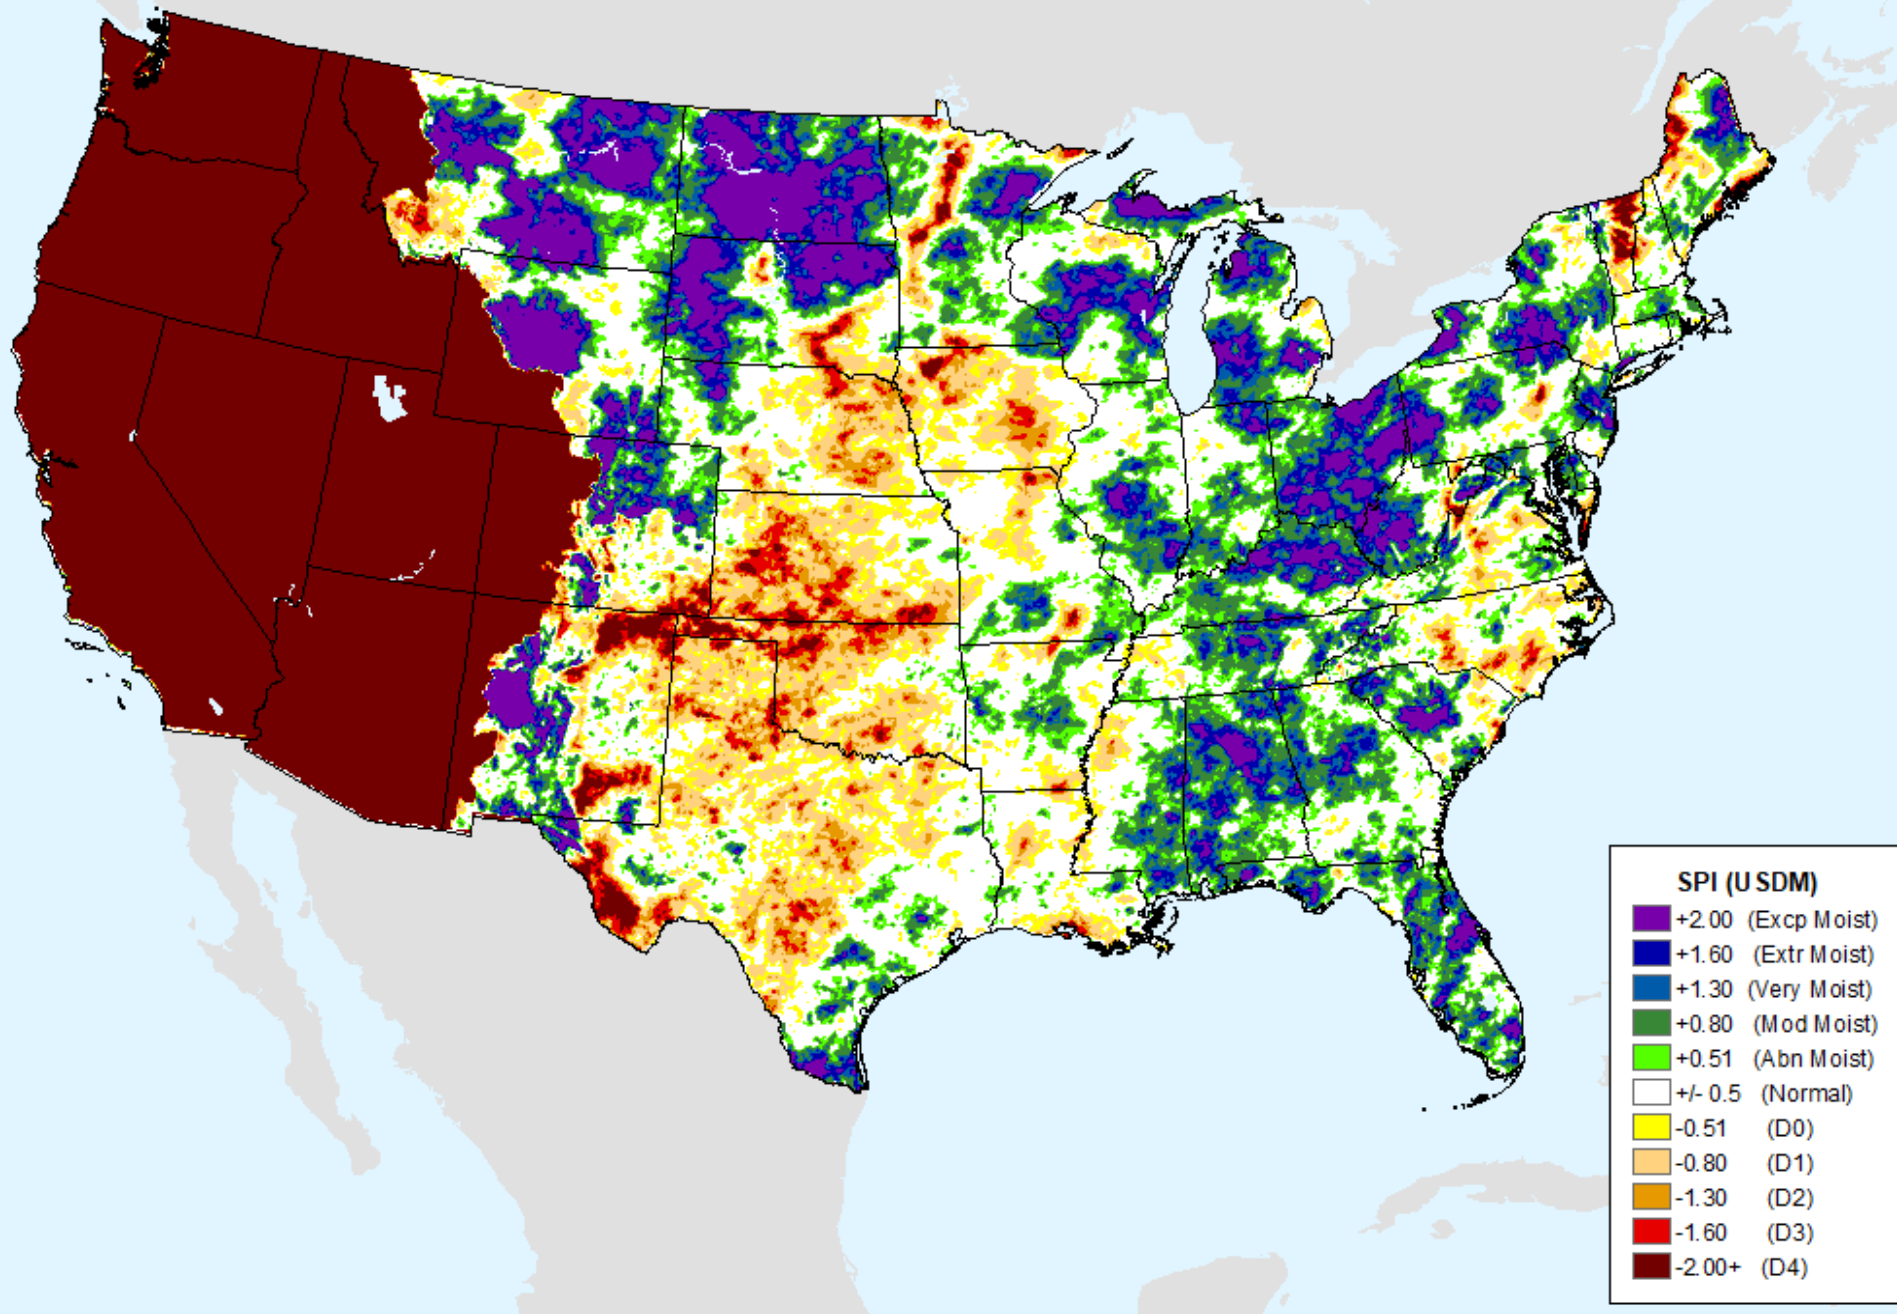 SPI (USDM)
+2.00 (Excp Moist)
+1.60 (Extr Moist)
+1.30 (Very Moist)
+0.80 (Mod Moist)
+0.51 (Abn Moist)
+/- 0.5 (Normal)
-0.51 (D0)
-0.80 (D1)
-1.30 (D2)
-1.60 (D3)
-2.00+ (D4)